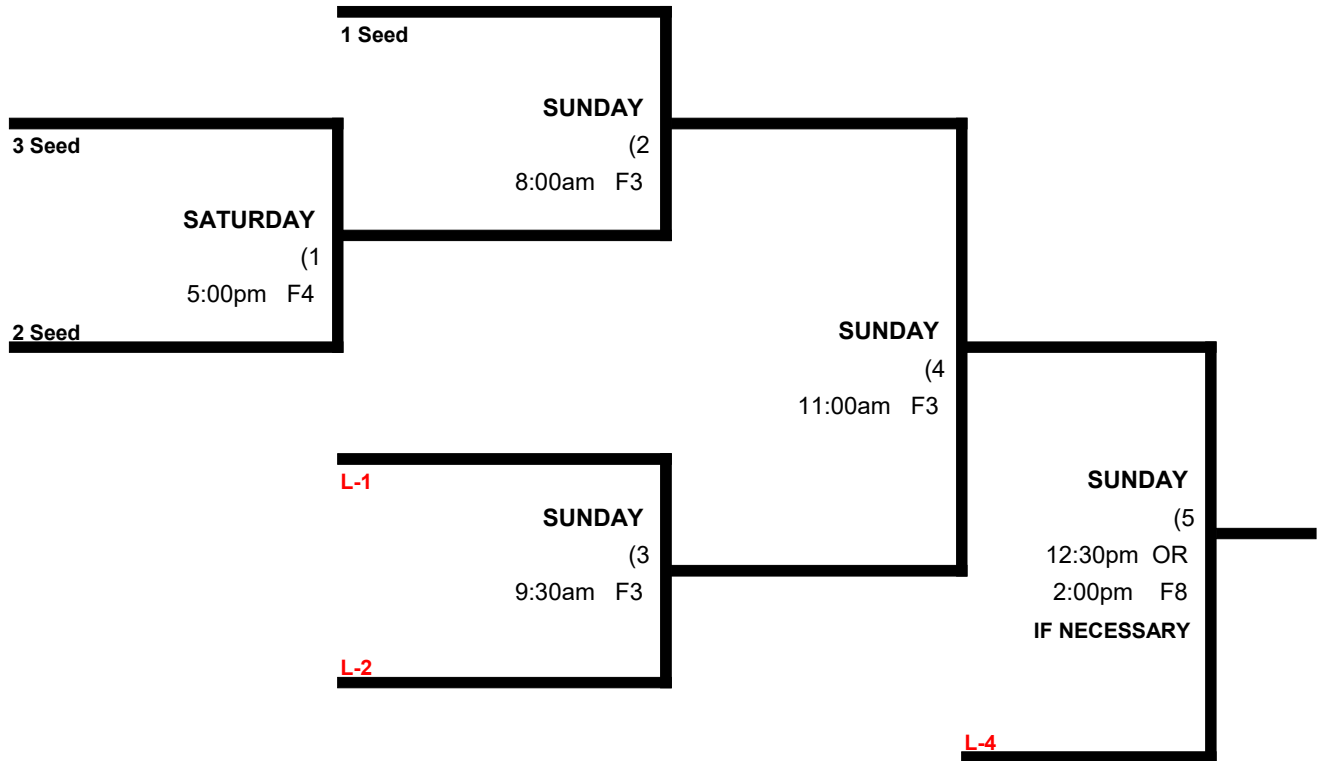 1 Seed
SUNDAY
(2
8:00am F3
3 Seed
SATURDAY
(1
5:00pm F4
2 Seed
SUNDAY
(4
11:00am F3
L-1
SUNDAY
(3
9:30am F3
L-2
SUNDAY
(5
12:30pm OR
2:00pm F8
IF NECESSARY
L-4